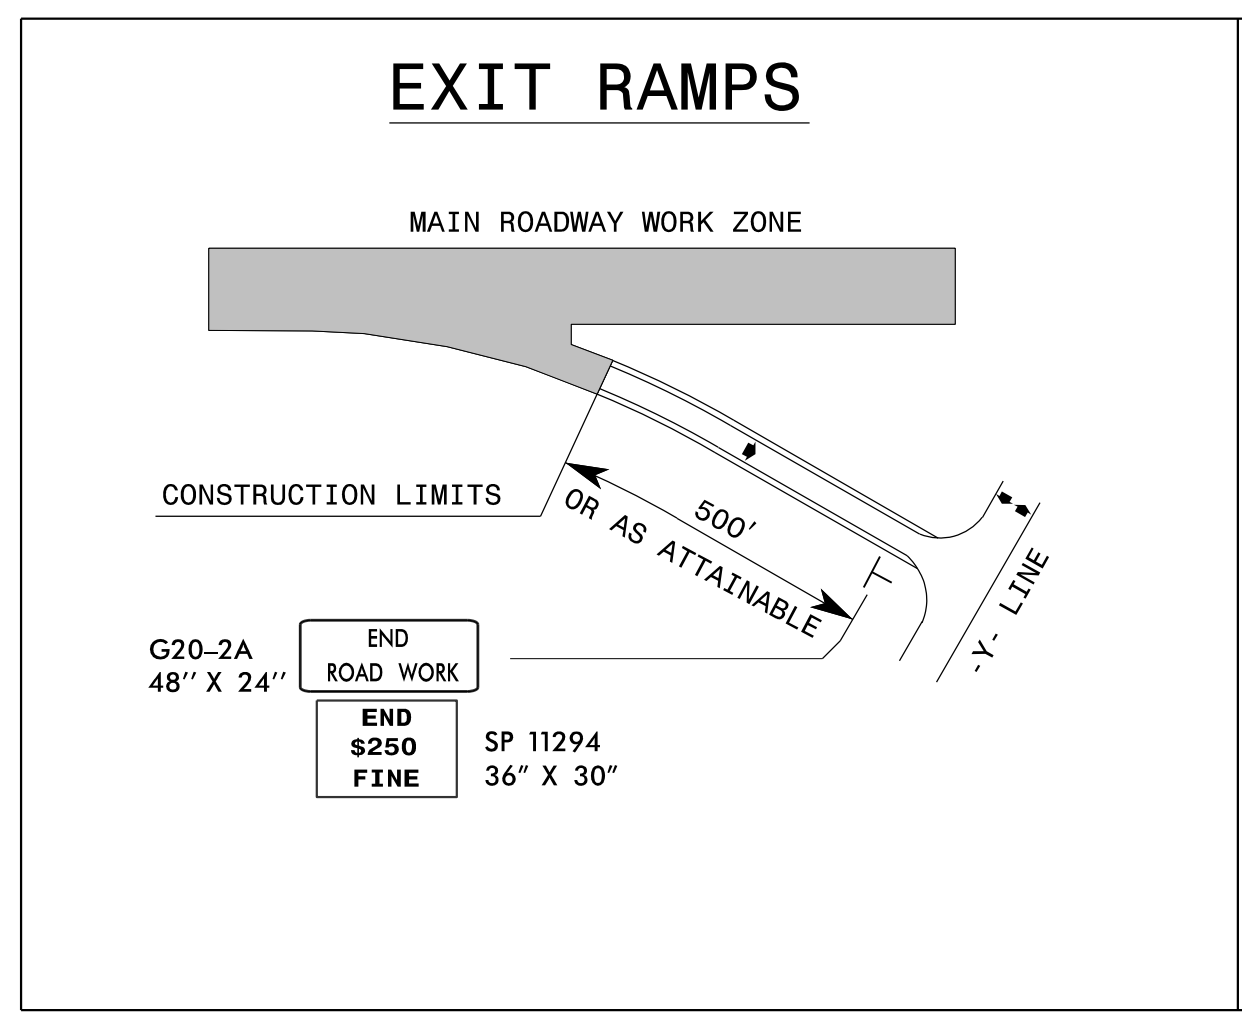 EXIT RAMPS
MAIN ROADWAY WORK ZONE
CONSTRUCTION LIMITS
500'
OR AS ATTAINABLE
-Y- LINE
G20–2A
48'' X 24''
END
ROAD WORK
END
$250
FINE
SP 11294
36" X 30"